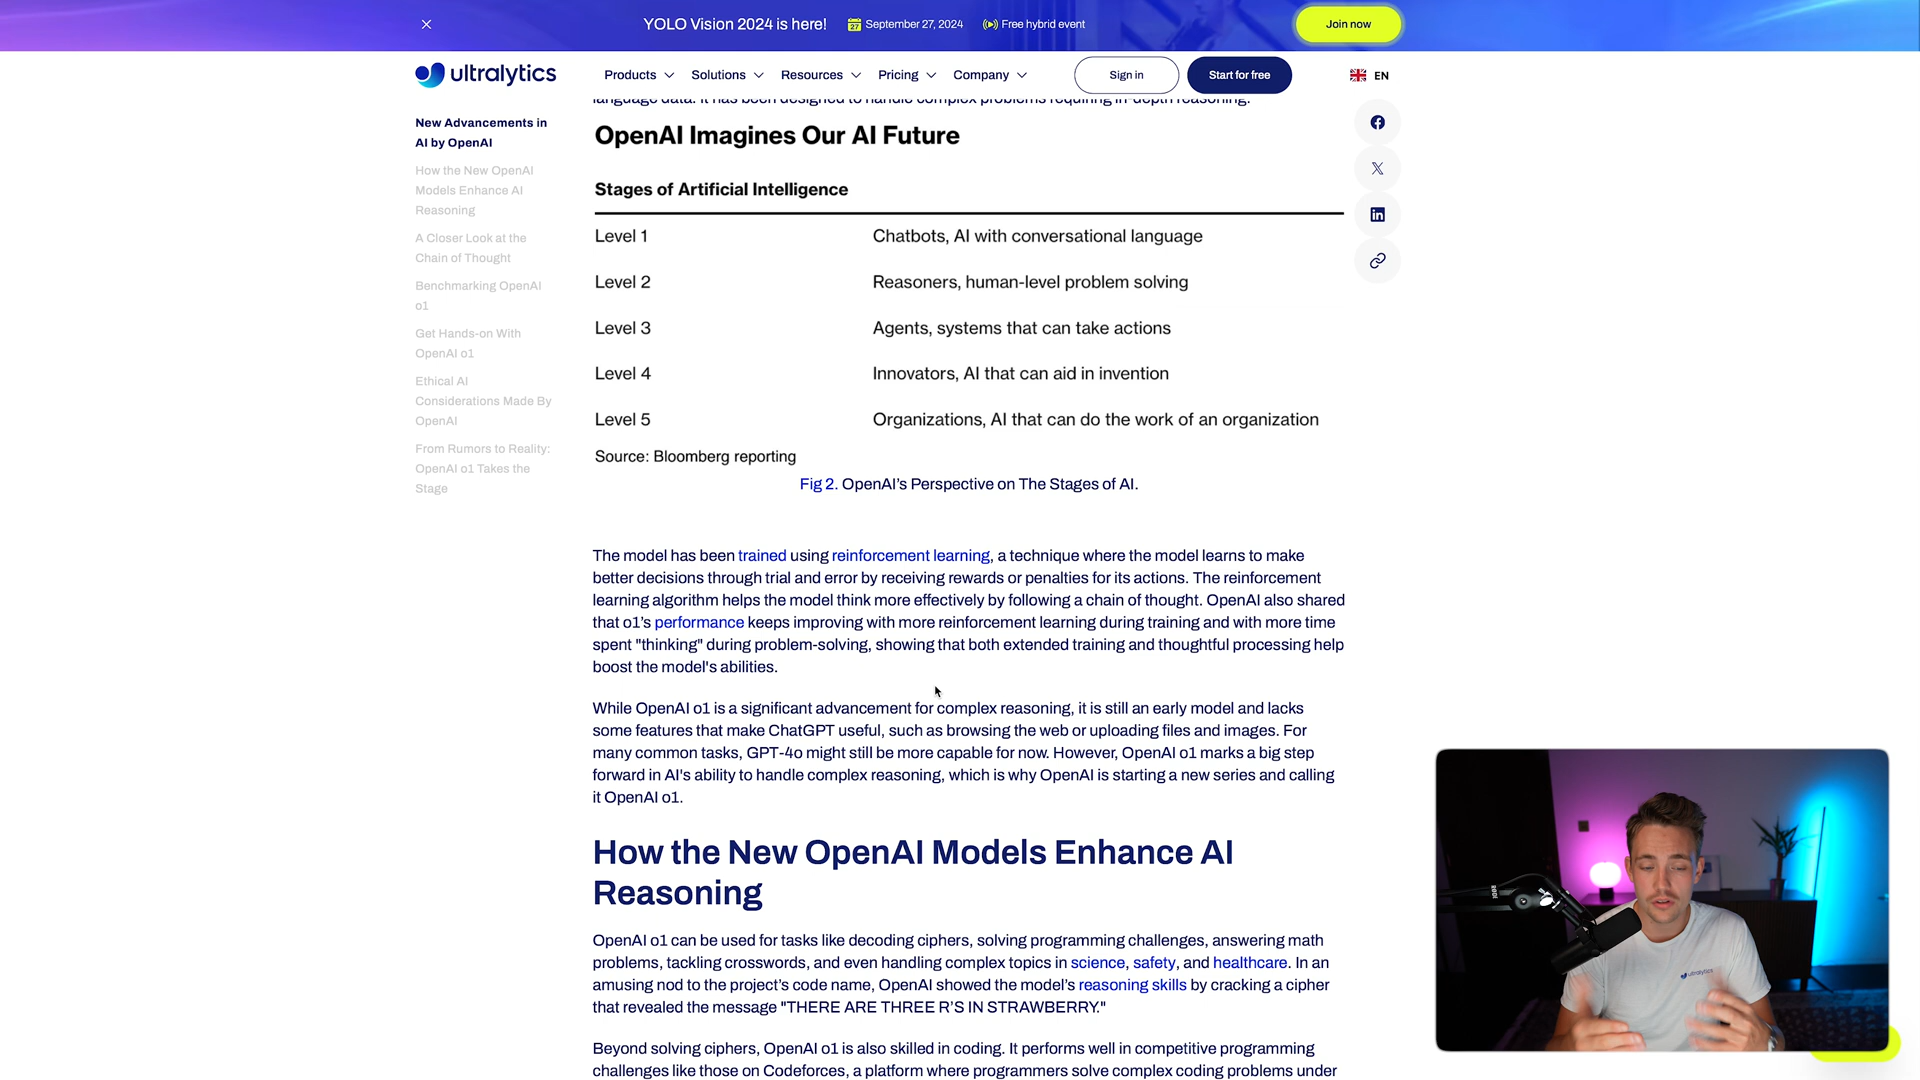 YOLO Vision 2024 is here!
September 27, 2024
Free hybrid event
Join now
ultralytics
Products
Solutions
Resources
Pricing
Company
Sign in
Start for free
EN
language data. It has been designed to handle complex problems requiring in-depth reasoning.
New Advancements in
AI by OpenAI
How the New OpenAI
Models Enhance AI
Reasoning
A Closer Look at the
Chain of Thought
Benchmarking OpenAI
o1
Get Hands-on With
OpenAI o1
Ethical AI
Considerations Made By
OpenAI
From Rumors to Reality:
OpenAI o1 Takes the
Stage
OpenAI Imagines Our AI Future
Stages of Artificial Intelligence
Level 1 Chatbots, AI with conversational language
Level 2 Reasoners, human-level problem solving
Level 3 Agents, systems that can take actions
Level 4 Innovators, AI that can aid in invention
Level 5 Organizations, AI that can do the work of an organization
Source: Bloomberg reporting
Fig 2. OpenAI’s Perspective on The Stages of AI.
The model has been trained using reinforcement learning, a technique where the model learns to make
better decisions through trial and error by receiving rewards or penalties for its actions. The reinforcement
learning algorithm helps the model think more effectively by following a chain of thought. OpenAI also shared
that o1’s performance keeps improving with more reinforcement learning during training and with more time
spent "thinking" during problem-solving, showing that both extended training and thoughtful processing help
boost the model's abilities.
While OpenAI o1 is a significant advancement for complex reasoning, it is still an early model and lacks
some features that make ChatGPT useful, such as browsing the web or uploading files and images. For
many common tasks, GPT-4o might still be more capable for now. However, OpenAI o1 marks a big step
forward in AI's ability to handle complex reasoning, which is why OpenAI is starting a new series and calling
it OpenAI o1.
How the New OpenAI Models Enhance AI
Reasoning
OpenAI o1 can be used for tasks like decoding ciphers, solving programming challenges, answering math
problems, tackling crosswords, and even handling complex topics in science, safety, and healthcare. In an
amusing nod to the project’s code name, OpenAI showed the model’s reasoning skills by cracking a cipher
that revealed the message "THERE ARE THREE R’S IN STRAWBERRY."
Beyond solving ciphers, OpenAI o1 is also skilled in coding. It performs well in competitive programming
challenges like those on Codeforces, a platform where programmers solve complex coding problems under
RODE
ultralytics